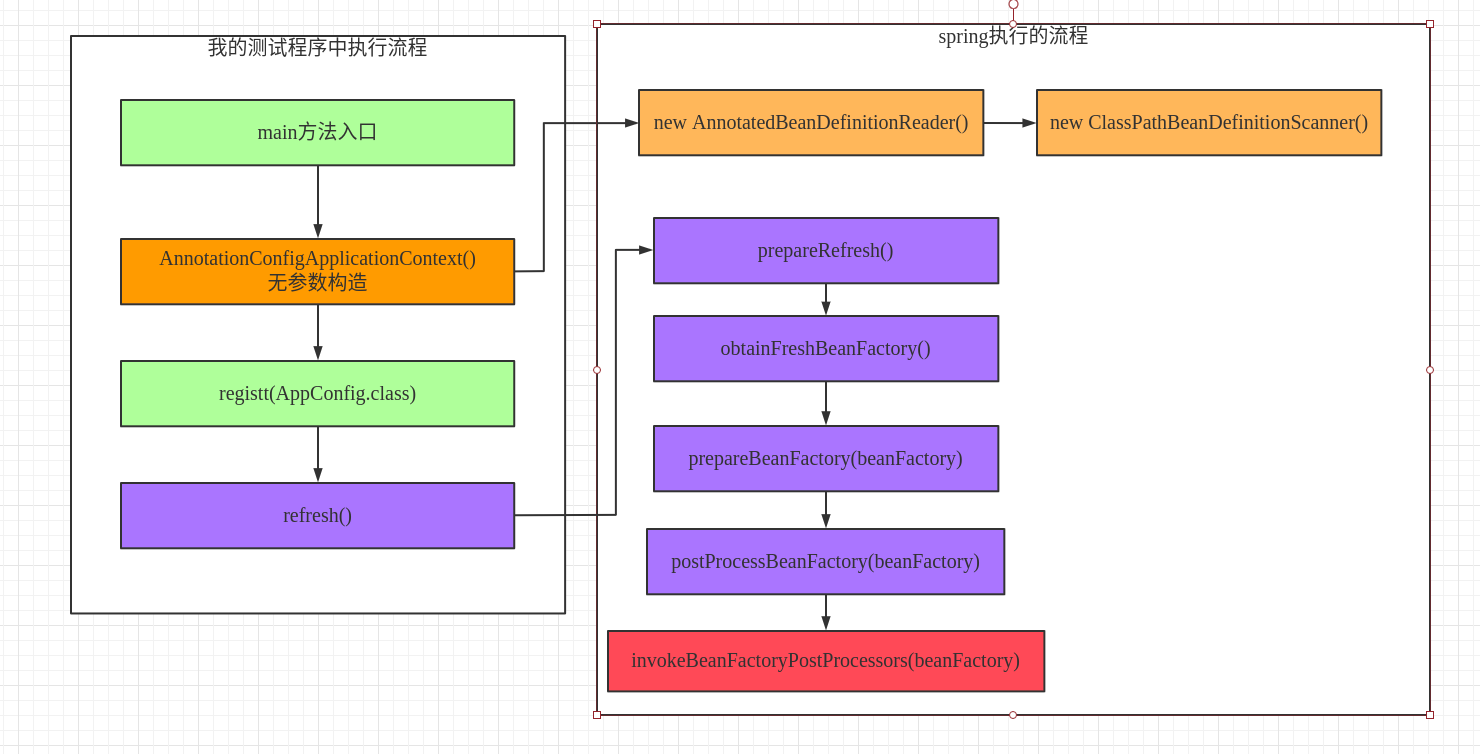 我的测试程序中执行流程
main方法入口
AnnotationConfigApplicationContext()
无参数构造
registt(AppConfig.class)
refresh()
spring执行的流程
new AnnotatedBeanDefinitionReader()
new ClassPathBeanDefinitionScanner()
prepareRefresh()
obtainFreshBeanFactory()
prepareBeanFactory(beanFactory)
postProcessBeanFactory(beanFactory)
invokeBeanFactoryPostProcessors(beanFactory)